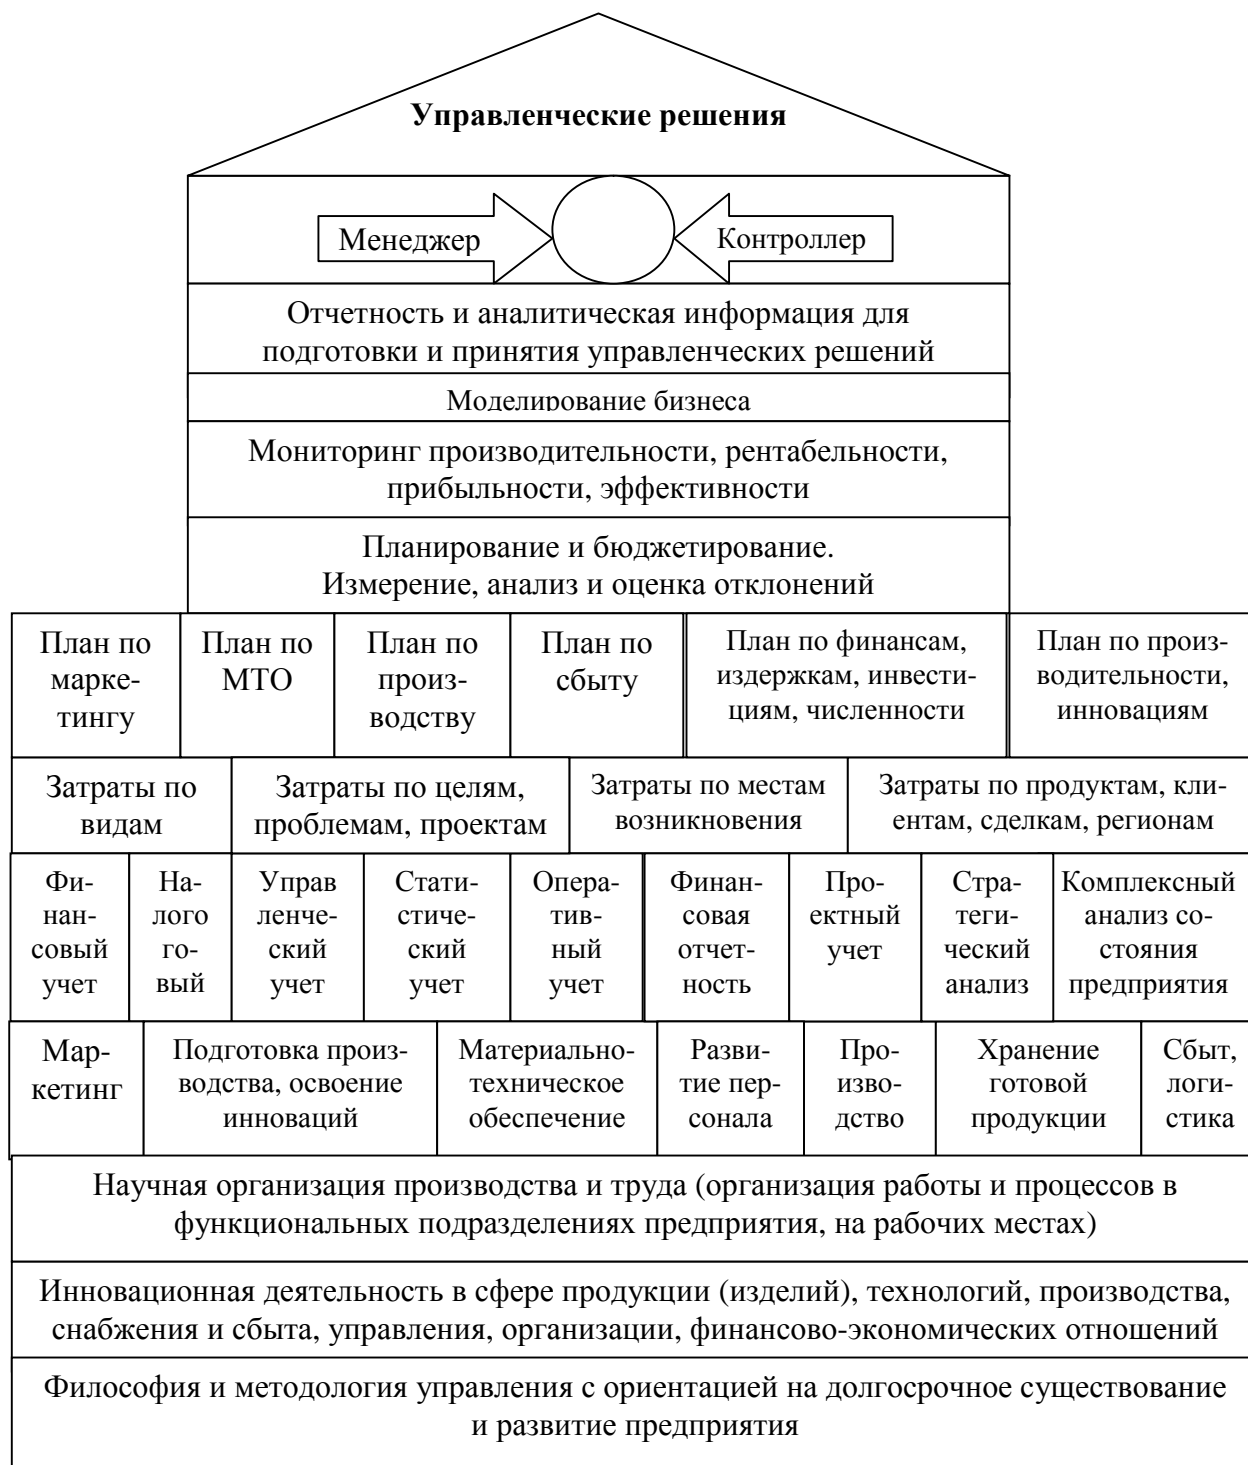 Управленческие решения
Менеджер
Контроллер
Отчетность и аналитическая информация для
подготовки и принятия управленческих решений
Моделирование бизнеса
Мониторинг производительности, рентабельности,
прибыльности, эффективности
Планирование и бюджетирование.
Измерение, анализ и оценка отклонений
План по
марке-
тингу
План по
МТО
План по
произ-
водству
План по
сбыту
План по финансам,
издержкам, инвести-
циям, численности
План по произ-
водительности,
инновациям
Затраты по
видам
Затраты по целям,
проблемам, проектам
Затраты по местам
возникновения
Затраты по продуктам, кли-
ентам, сделкам, регионам
Фи-
нан-
совый
учет
На-
лого
го-
вый
Управ
ленче-
ский
учет
Стати-
стиче-
ский
учет
Опера-
тив-
ный
учет
Финан-
совая
отчет-
ность
Про-
ектный
учет
Стра-
теги-
ческий
анализ
Комплексный
анализ со-
стояния
предприятия
Мар-
кетинг
Подготовка произ-
водства, освоение
инноваций
Материально-
техническое
обеспечение
Разви-
тие пер-
сонала
Про-
изво-
дство
Хранение
готовой
продукции
Сбыт,
логи-
стика
Научная организация производства и труда (организация работы и процессов в
функциональных подразделениях предприятия, на рабочих местах)
Инновационная деятельность в сфере продукции (изделий), технологий, производства,
снабжения и сбыта, управления, организации, финансово-экономических отношений
Философия и методология управления с ориентацией на долгосрочное существование
и развитие предприятия